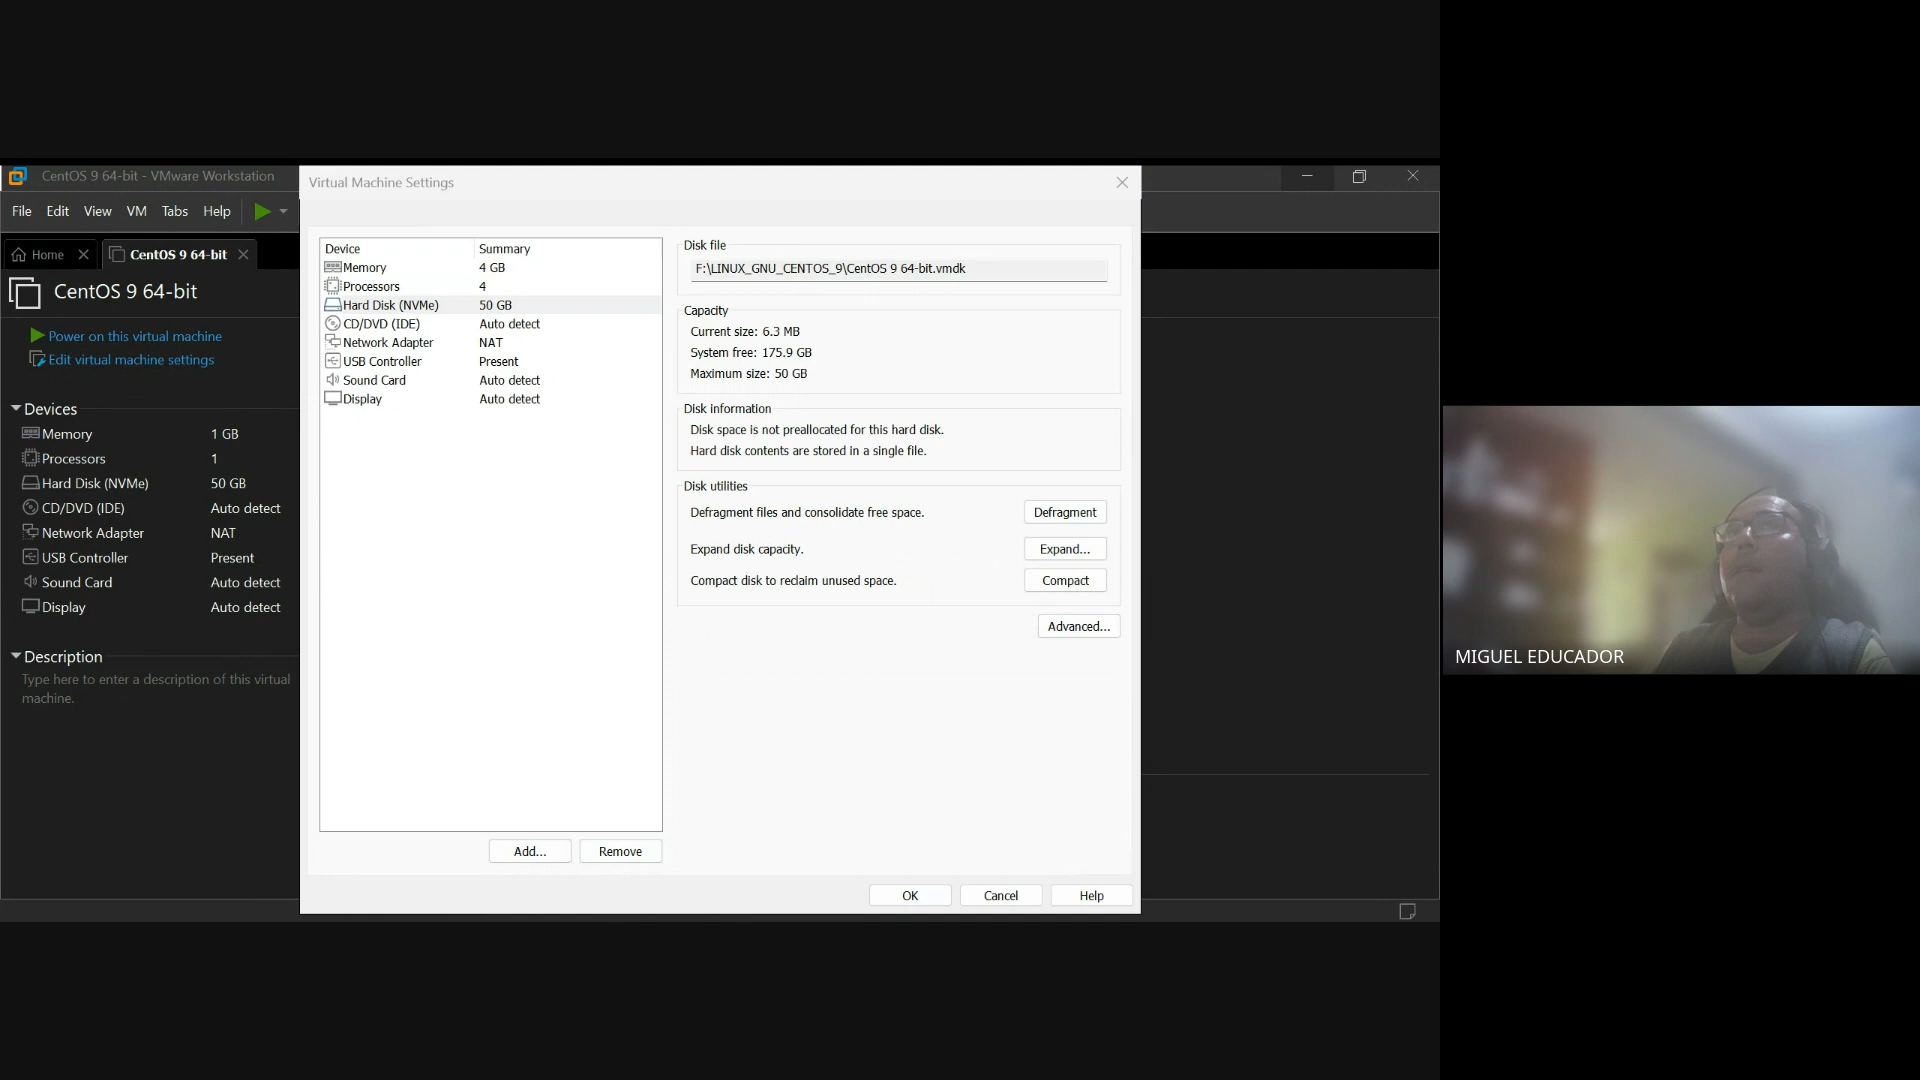 CentOS 9 64-bit - VMware Workstation
File Edit View VM Tabs Help
Home
CentOS 9 64-bit
CentOS 9 64-bit
Power on this virtual machine
Edit virtual machine settings
Devices
Memory 1 GB
Processors 1
Hard Disk (NVMe) 50 GB
CD/DVD (IDE) Auto detect
Network Adapter NAT
USB Controller Present
Sound Card Auto detect
Display Auto detect
Description
Type here to enter a description of this virtual
machine.
Virtual Machine Settings
Device Summary
Memory 4 GB
Processors 4
Hard Disk (NVMe) 50 GB
CD/DVD (IDE) Auto detect
Network Adapter NAT
USB Controller Present
Sound Card Auto detect
Display Auto detect
Add... Remove
Disk file
F:\LINUX_GNU_CENTOS_9\CentOS 9 64-bit.vmdk
Capacity
Current size: 6.3 MB
System free: 175.9 GB
Maximum size: 50 GB
Disk information
Disk space is not preallocated for this hard disk.
Hard disk contents are stored in a single file.
Disk utilities
Defragment files and consolidate free space. Defragment
Expand disk capacity. Expand...
Compact disk to reclaim unused space. Compact
Advanced...
OK Cancel Help
MIGUEL EDUCADOR